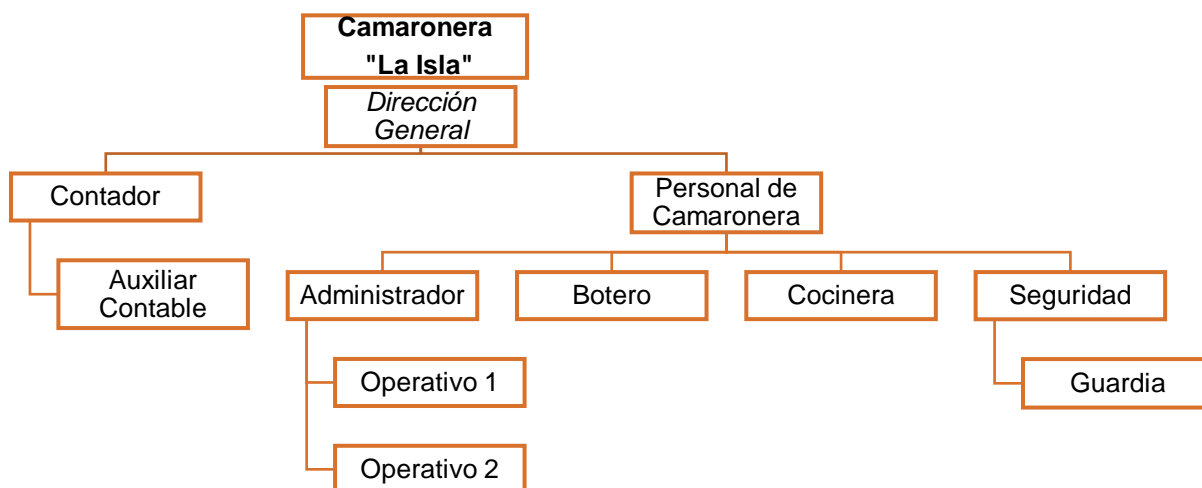 Camaronera
"La Isla"
Dirección
General
Contador
Personal de
Camaronera
Auxiliar
Contable
Administrador
Botero
Cocinera
Seguridad
Operativo 1
Guardia
Operativo 2